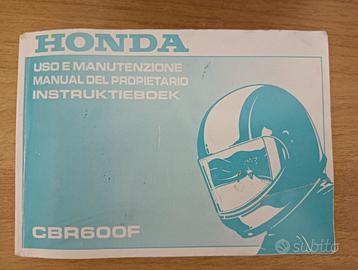 HONDA
USO E MANUTENZIONE
MANUAL DEL PROPIETARIO
INSTRUKTIEBOEK
CBR600F
subito